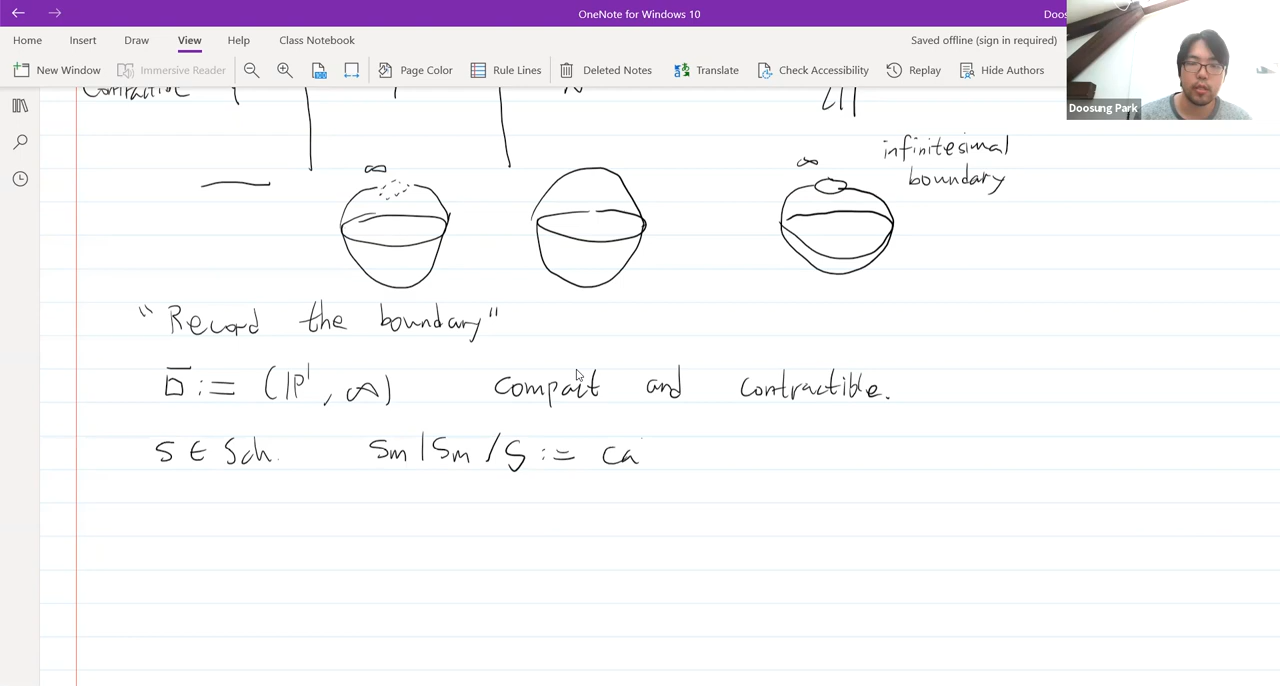 OneNote for Windows 10
Doos
Home Insert Draw View Help Class Notebook
Saved offline (sign in required)
New Window Immersive Reader Page Color Rule Lines Deleted Notes Translate Check Accessibility Replay Hide Authors
Doosung Park
infinitesimal
boundary
∞ ∞
"Record the boundary"
□̅ := (ℙ¹, ∞) compact and contractible.
S ∈ Sch. Sm|Sm/S := ca